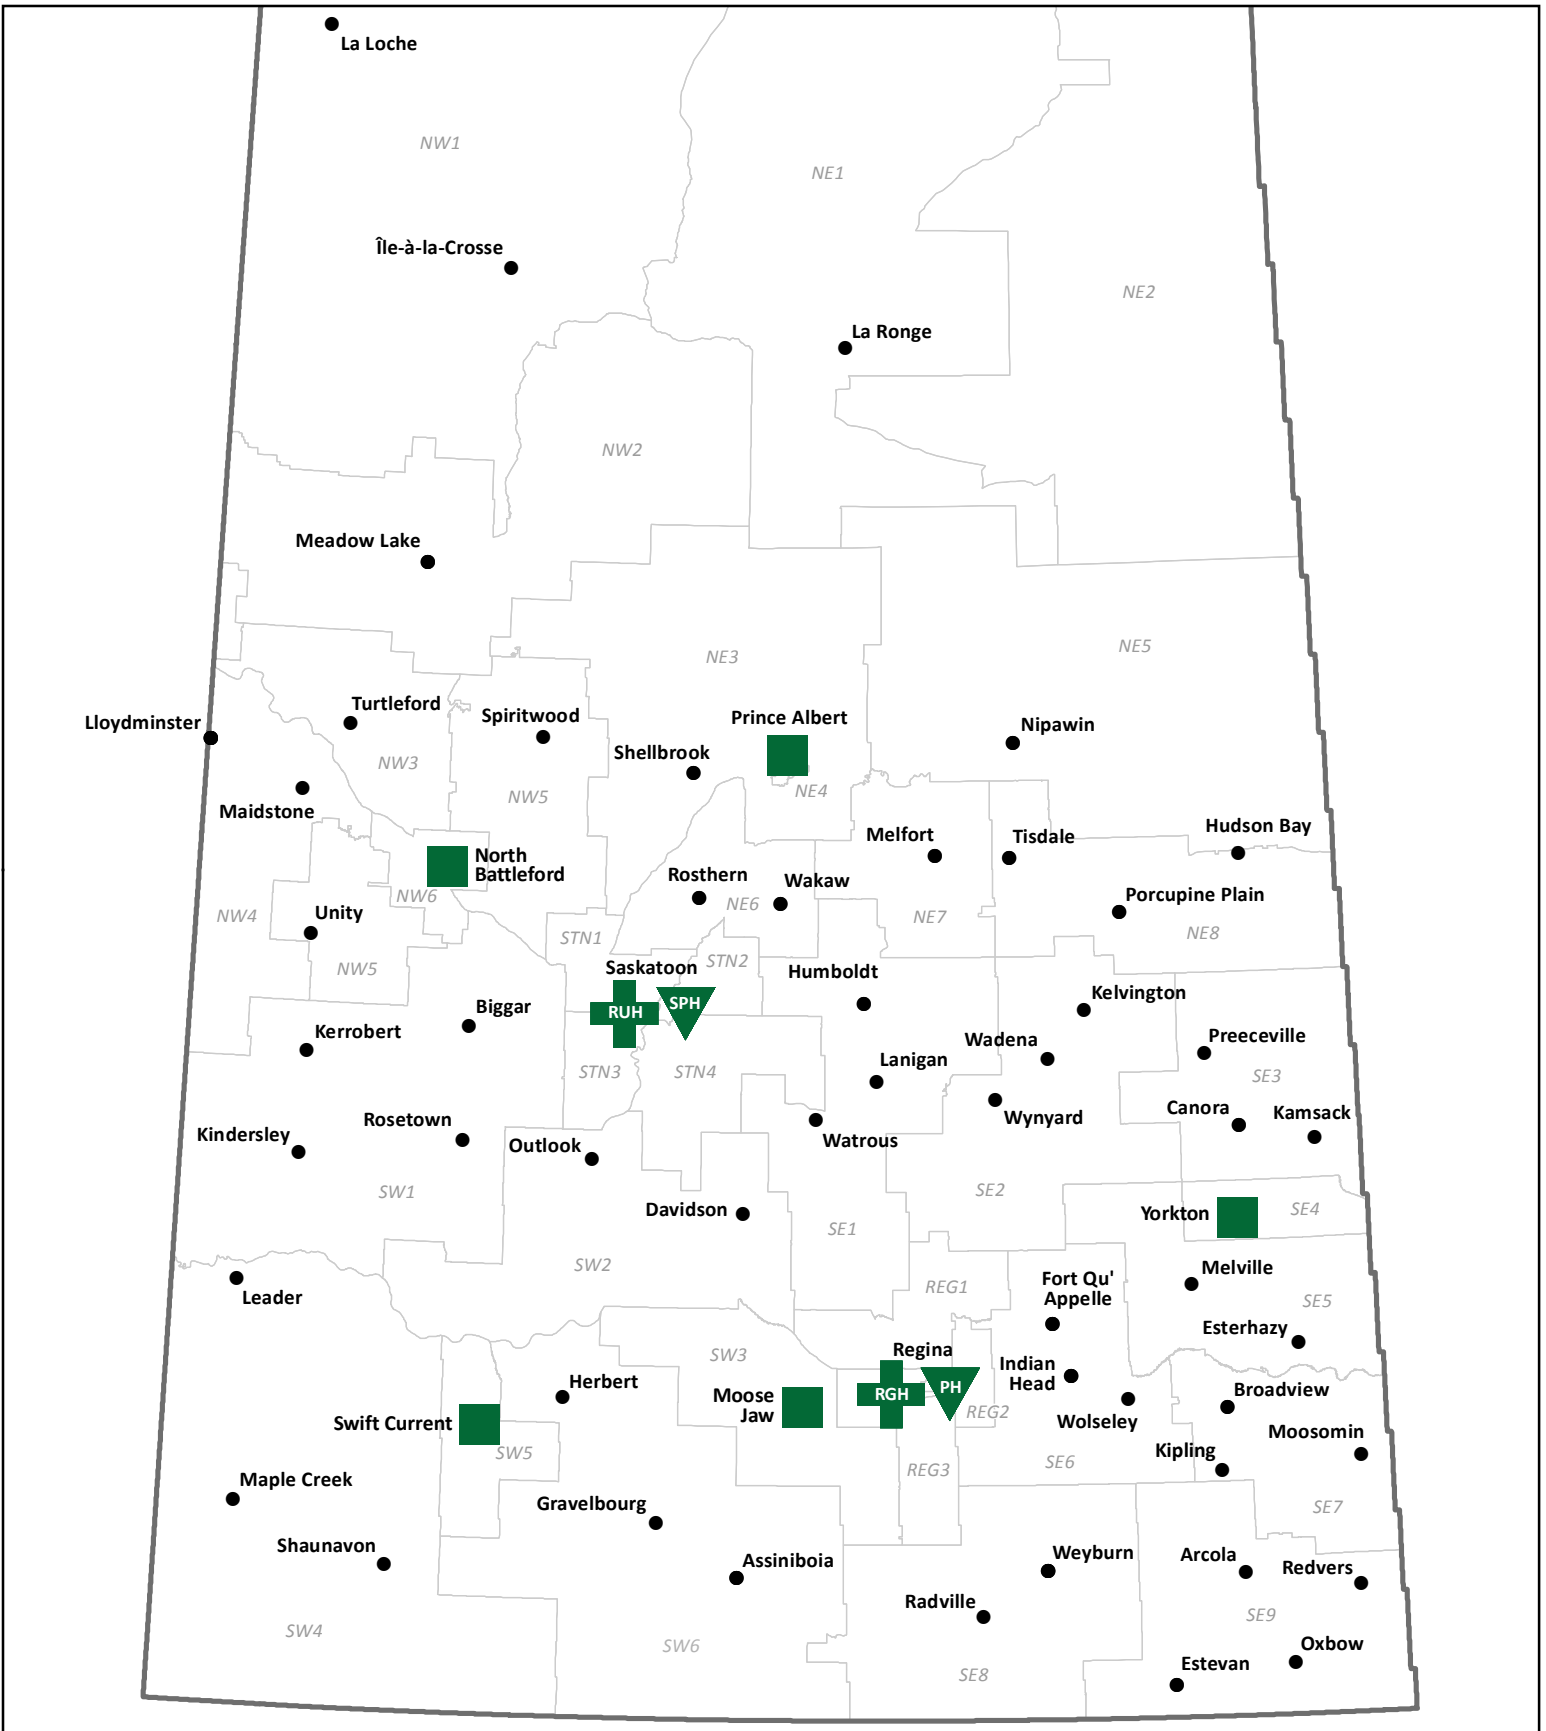 La Loche
NW1
NE1
Île-à-la-Crosse
NE2
La Ronge
NW2
Meadow Lake
NE5
NE3
Turtleford
Spiritwood
Prince Albert
Lloydminster
Nipawin
Shellbrook
NW3
NE4
NW5
Maidstone
Hudson Bay
Melfort
Tisdale
North
Battleford
Rosthern
Wakaw
NW6
Porcupine Plain
NE6
NW4
Unity
NE7
NE8
STN1
STN2
NW5
Saskatoon
Humboldt
Kelvington
SPH
RUH
Biggar
Kerrobert
Wadena
Preeceville
Lanigan
STN3
STN4
SE3
Canora
Kamsack
Rosetown
Wynyard
Kindersley
Outlook
Watrous
SW1
SE2
Davidson
Yorkton
SE4
SE1
SW2
Melville
Fort Qu'
Appelle
REG1
Leader
SE5
Esterhazy
SW3
Regina
Indian
Head
Herbert
PH
Broadview
Moose
Jaw
RGH
REG2
Swift Current
Wolseley
Moosomin
SW5
Kipling
SE6
REG3
Maple Creek
Gravelbourg
SE7
Shaunavon
Assiniboia
Weyburn
Arcola
Redvers
Radville
SW4
SE9
SW6
Oxbow
Estevan
SE8